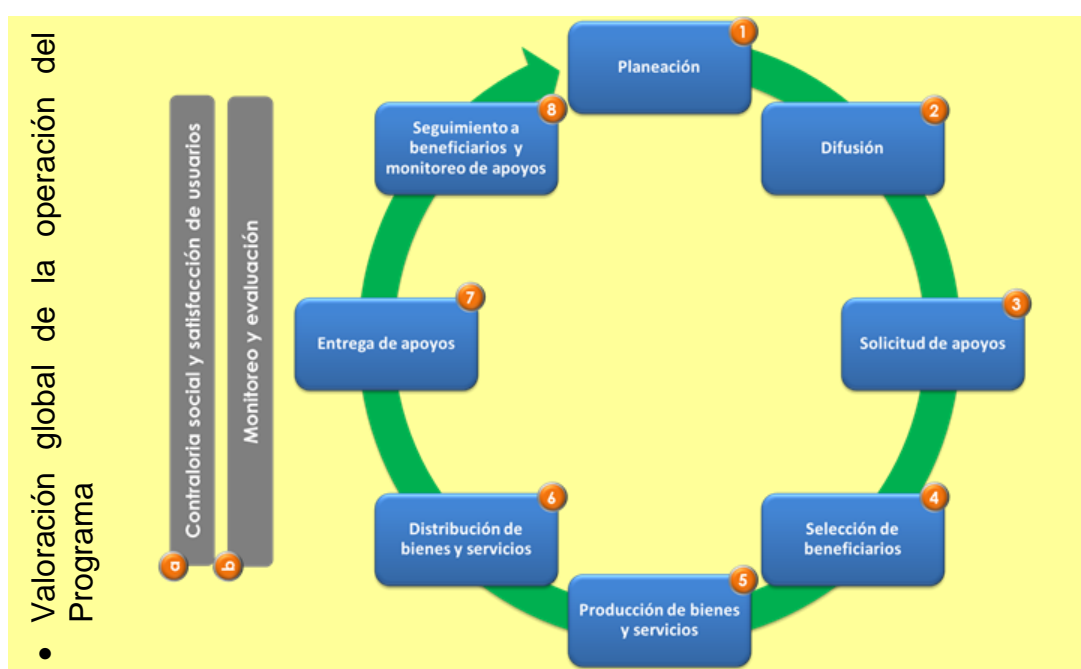 • Valoración global de la operación del
Programa
a
Contraloria social y satisfacción de usuarios
b
Monitoreo y evaluación
1
Planeación
2
Difusión
3
Solicitud de apoyos
4
Selección de
beneficiarios
5
Producción de bienes
y servicios
6
Distribución de
bienes y servicios
7
Entrega de apoyos
8
Seguimiento a
beneficiarios y
monitoreo de apoyos